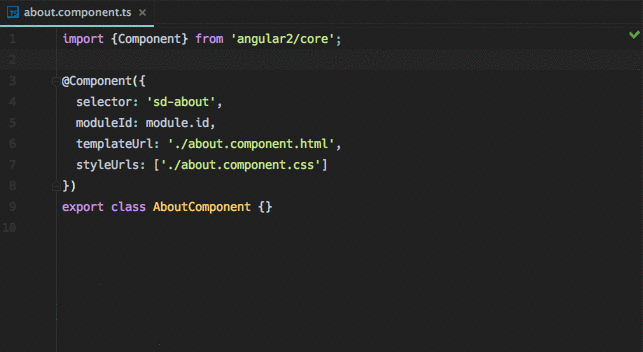 about.component.ts
1 import {Component} from 'angular2/core';
2
3 @Component({
4 selector: 'sd-about',
5 moduleId: module.id,
6 templateUrl: './about.component.html',
7 styleUrls: ['./about.component.css']
8 })
9 export class AboutComponent {}
10